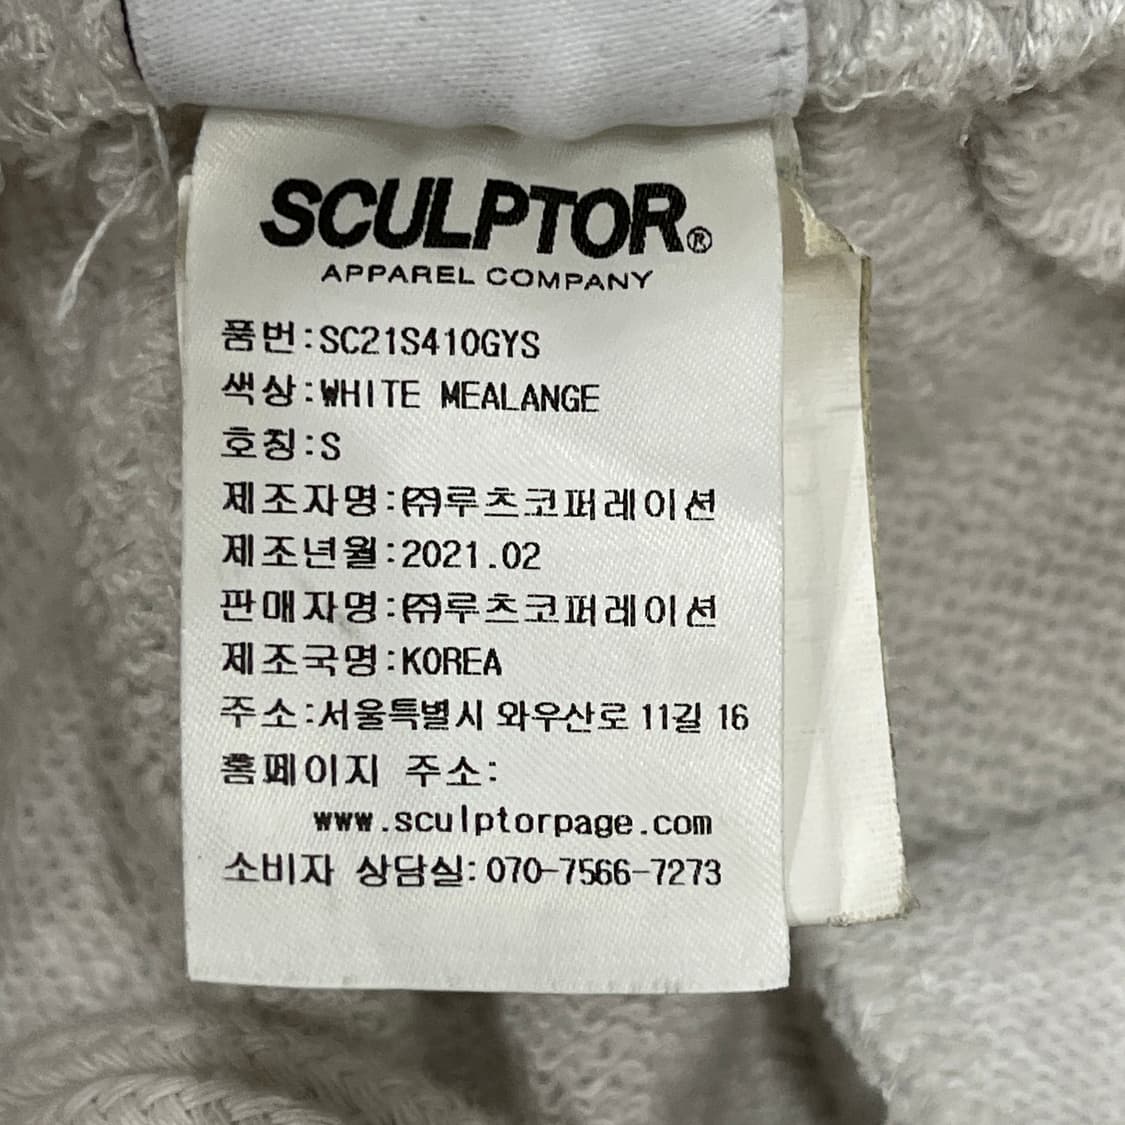 SCULPTOR®
APPAREL COMPANY
품번:SC21S410GYS
색상:WHITE MEALANGE
호칭:S
제조자명:㈜루츠코퍼레이션
제조년월:2021.02
판매자명:㈜루츠코퍼레이션
제조국명:KOREA
주소:서울특별시 와우산로 11길 16
홈페이지 주소:
www.sculptorpage.com
소비자 상담실:070-7566-7273